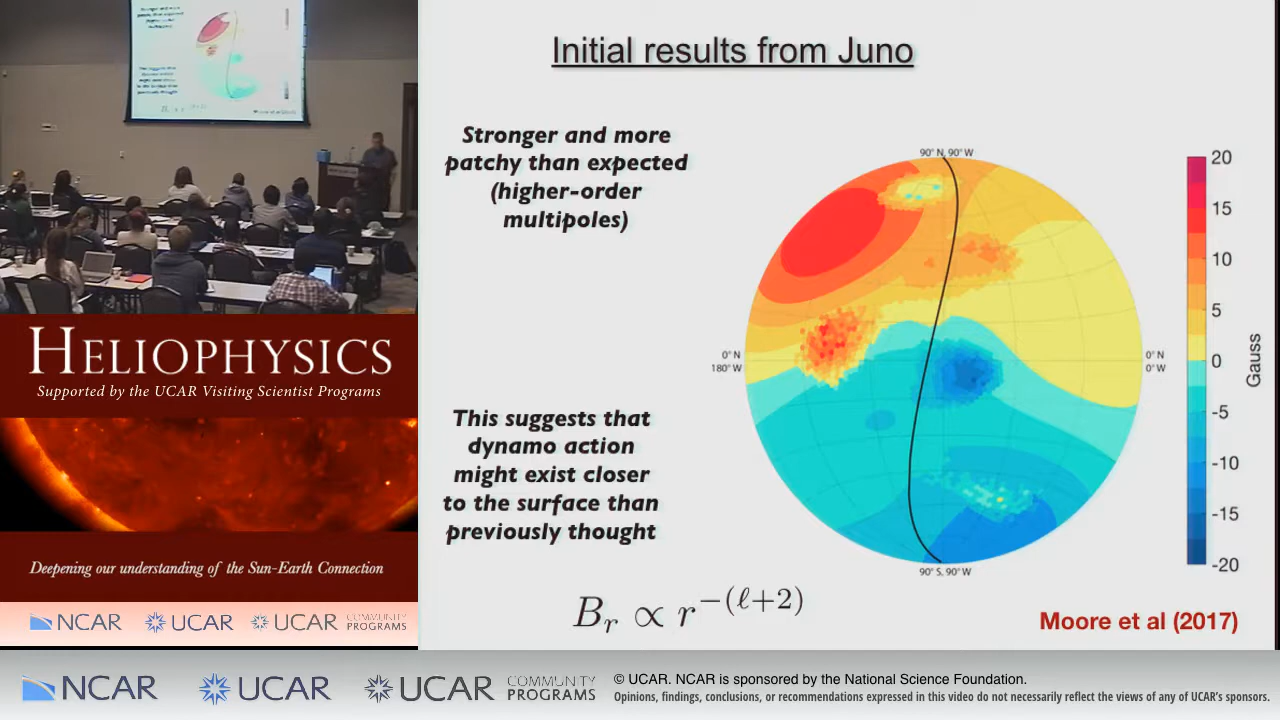 Initial results from Juno
Stronger and more
patchy than expected
(higher-order
multipoles)
This suggests that
dynamo action
might exist closer
to the surface than
previously thought
B_r ∝ r^{-(ℓ+2)}
90° N, 90° W
0° N
180° W
0° N
0° W
90° S, 90° W
20
15
10
5
0
-5
-10
-15
-20
Gauss
Moore et al (2017)
HELIOPHYSICS
Supported by the UCAR Visiting Scientist Programs
Deepening our understanding of the Sun-Earth Connection
NCAR
UCAR
UCAR
COMMUNITY
PROGRAMS
NCAR
UCAR
UCAR
COMMUNITY
PROGRAMS
© UCAR. NCAR is sponsored by the National Science Foundation.
Opinions, findings, conclusions, or recommendations expressed in this video do not necessarily reflect the views of any of UCAR's sponsors.